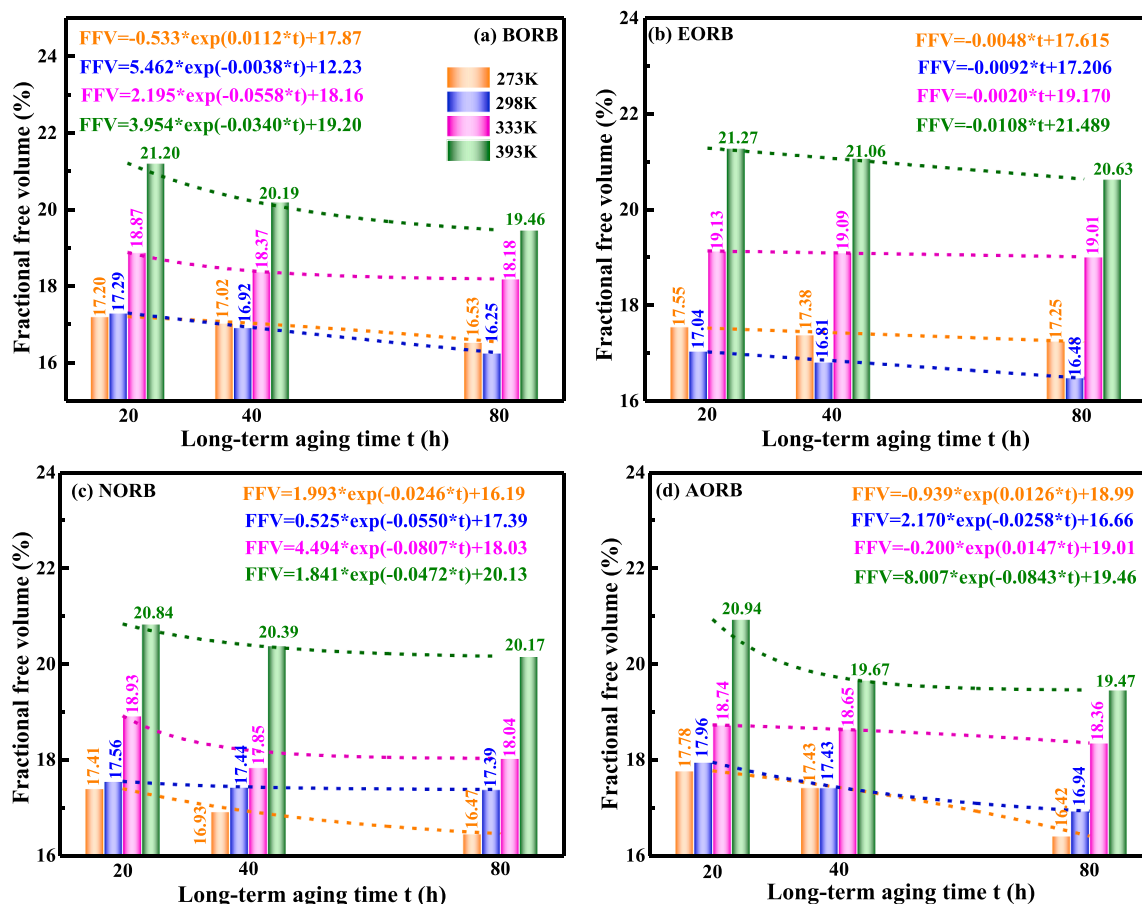 (a) BORB
FFV=-0.533*exp(0.0112*t)+17.87
FFV=5.462*exp(-0.0038*t)+12.23
FFV=2.195*exp(-0.0558*t)+18.16
FFV=3.954*exp(-0.0340*t)+19.20
273K
298K
333K
393K
Fractional free volume (%)
24
22
20
18
16
17.20
17.29
18.87
21.20
17.02
16.92
18.37
20.19
16.53
16.25
18.18
19.46
20 40 80
Long-term aging time t (h)
(b) EORB
FFV=-0.0048*t+17.615
FFV=-0.0092*t+17.206
FFV=-0.0020*t+19.170
FFV=-0.0108*t+21.489
Fractional free volume (%)
24
22
20
18
16
17.55
17.04
19.13
21.27
17.38
16.81
19.09
21.06
17.25
16.48
19.01
20.63
20 40 80
Long-term aging time t (h)
(c) NORB
FFV=1.993*exp(-0.0246*t)+16.19
FFV=0.525*exp(-0.0550*t)+17.39
FFV=4.494*exp(-0.0807*t)+18.03
FFV=1.841*exp(-0.0472*t)+20.13
Fractional free volume (%)
24
22
20
18
16
17.41
17.56
18.93
20.84
16.93
17.44
17.85
20.39
16.47
17.39
18.04
20.17
20 40 80
Long-term aging time t (h)
(d) AORB
FFV=-0.939*exp(0.0126*t)+18.99
FFV=2.170*exp(-0.0258*t)+16.66
FFV=-0.200*exp(0.0147*t)+19.01
FFV=8.007*exp(-0.0843*t)+19.46
Fractional free volume (%)
24
22
20
18
16
17.78
17.96
18.74
20.94
17.43
17.43
18.65
19.67
16.42
16.94
18.36
19.47
20 40 80
Long-term aging time t (h)